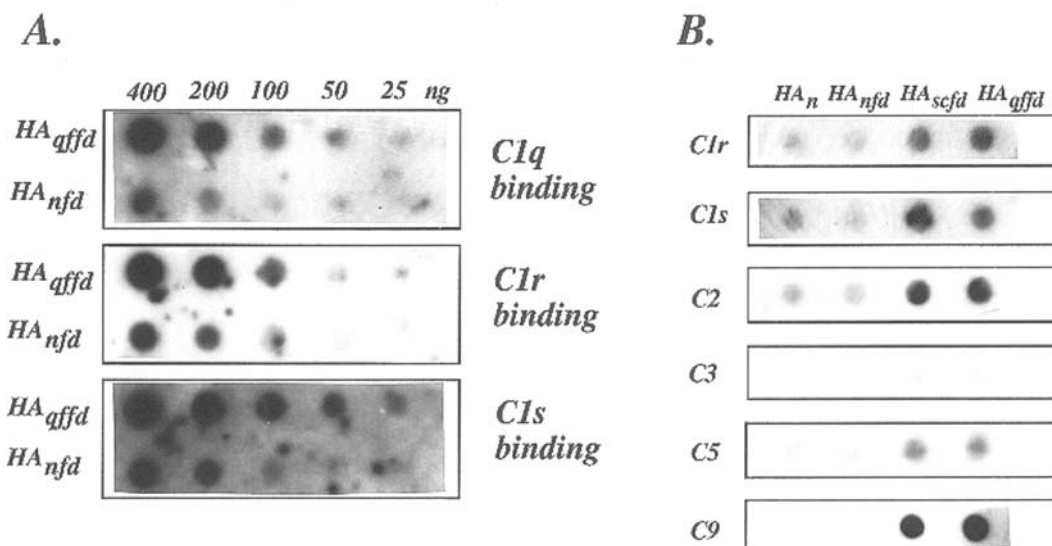 A.
400 200 100 50 25 ng
HAqffd
HAnfd
C1q
binding
HAqffd
HAnfd
C1r
binding
HAqffd
HAnfd
C1s
binding
B.
HAn HAnfd HAscfd HAqffd
C1r
C1s
C2
C3
C5
C9